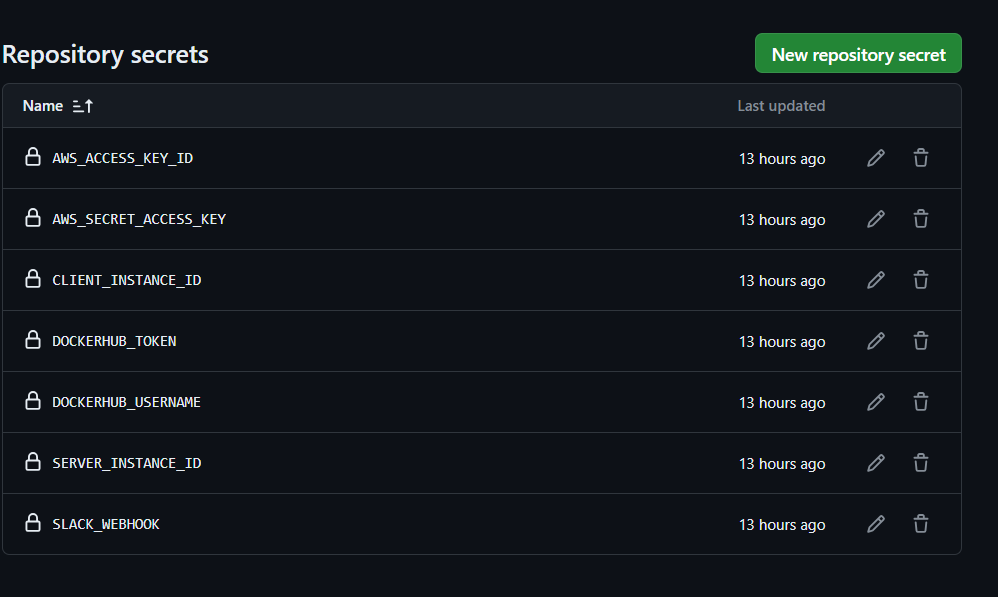 Repository secrets
New repository secret
Name Last updated
AWS_ACCESS_KEY_ID 13 hours ago
AWS_SECRET_ACCESS_KEY 13 hours ago
CLIENT_INSTANCE_ID 13 hours ago
DOCKERHUB_TOKEN 13 hours ago
DOCKERHUB_USERNAME 13 hours ago
SERVER_INSTANCE_ID 13 hours ago
SLACK_WEBHOOK 13 hours ago